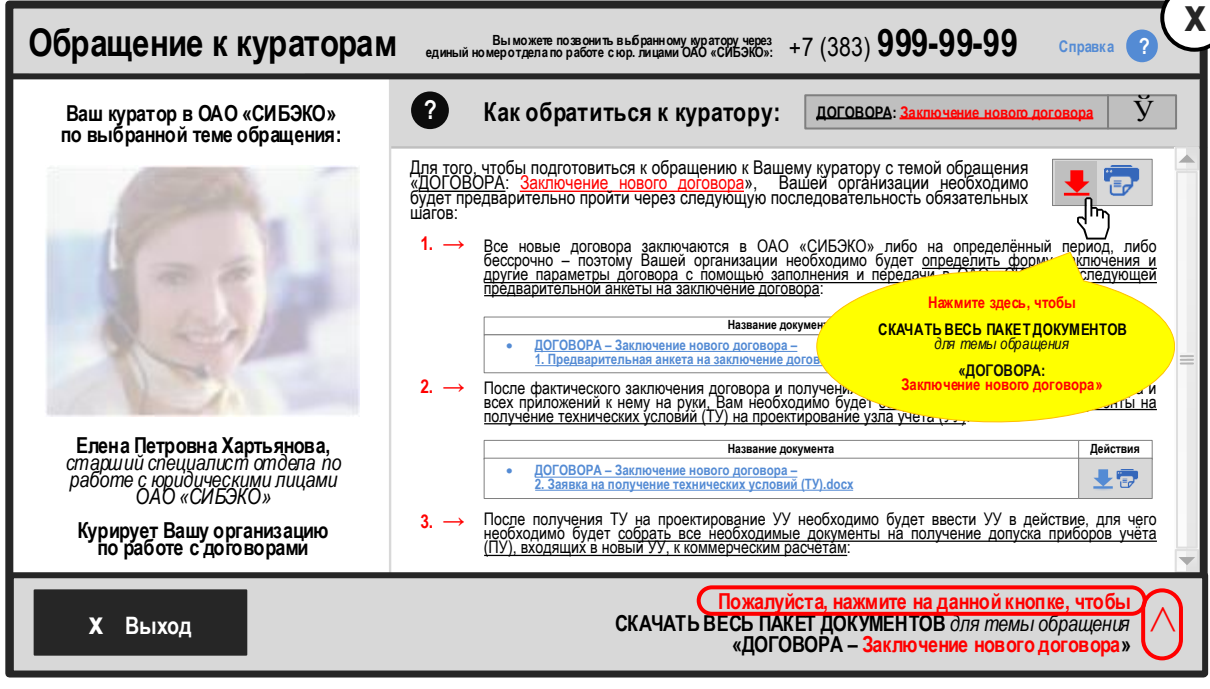 X
Обращение к кураторам
Вы можете позвонить выбранному куратору через
единый номер отдела по работе с юр. лицами ОАО «СИБЭКО»:
+7 (383) 999-99-99
Справка ?
Ваш куратор в ОАО «СИБЭКО»
по выбранной теме обращения:
Елена Петровна Хартьянова,
старший специалист отдела по
работе с юридическими лицами
ОАО «СИБЭКО»
Курирует Вашу организацию
по работе с договорами
? Как обратиться к куратору:
ДОГОВОРА: Заключение нового договора
Ў
Для того, чтобы подготовиться к обращению к Вашему куратору с темой обращения
«ДОГОВОРА: Заключение нового договора», Вашей организации необходимо
будет предварительно пройти через следующую последовательность обязательных
шагов:
1. → Все новые договора заключаются в ОАО «СИБЭКО» либо на определённый период, либо
бессрочно – поэтому Вашей организации необходимо будет определить форму заключения и
другие параметры договора с помощью заполнения и передачи в следующей
предварительной анкеты на заключение договора:
Название документа
• ДОГОВОРА – Заключение нового договора –
1. Предварительная анкета на заключение
Нажмите здесь, чтобы
СКАЧАТЬ ВЕСЬ ПАКЕТ ДОКУМЕНТОВ
для темы обращения
«ДОГОВОРА:
Заключение нового договора»
2. → После фактического заключения договора и и
всех приложений к нему на руки, Вам необходимо будет на
получение технических условий (ТУ) на проектирование узла учёта (УУ)
Название документа
Действия
• ДОГОВОРА – Заключение нового договора –
2. Заявка на получение технических условий (ТУ).docx
3. → После получения ТУ на проектирование УУ необходимо будет ввести УУ в действие, для чего
необходимо будет собрать все необходимые документы на получение допуска приборов учёта
(ПУ), входящих в новый УУ, к коммерческим расчётам:
X Выход
Пожалуйста, нажмите на данной кнопке, чтобы
СКАЧАТЬ ВЕСЬ ПАКЕТ ДОКУМЕНТОВ для темы обращения
«ДОГОВОРА – Заключение нового договора»